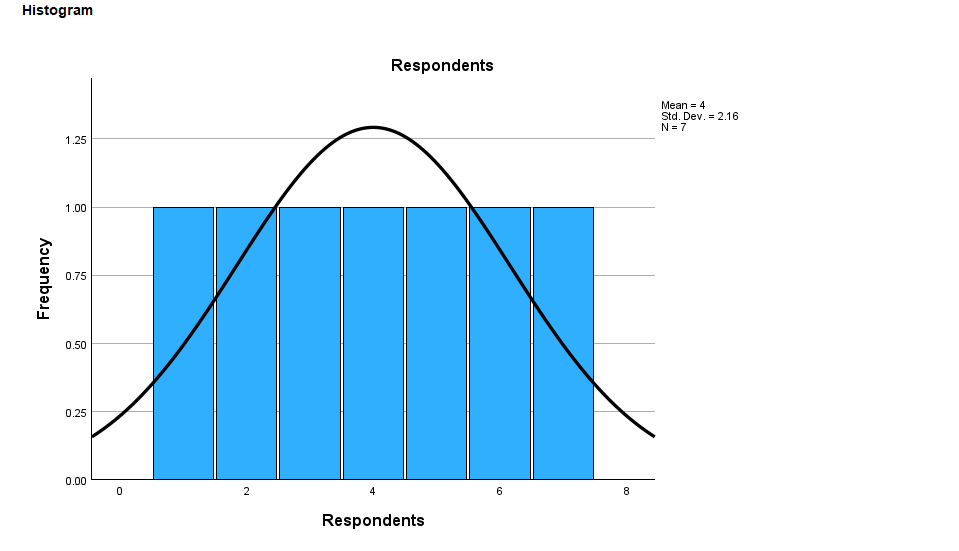 Histogram
Respondents
Mean = 4
Std. Dev. = 2.16
N = 7
1.25
1.00
0.75
0.50
0.25
0.00
Frequency
0 2 4 6 8
Respondents